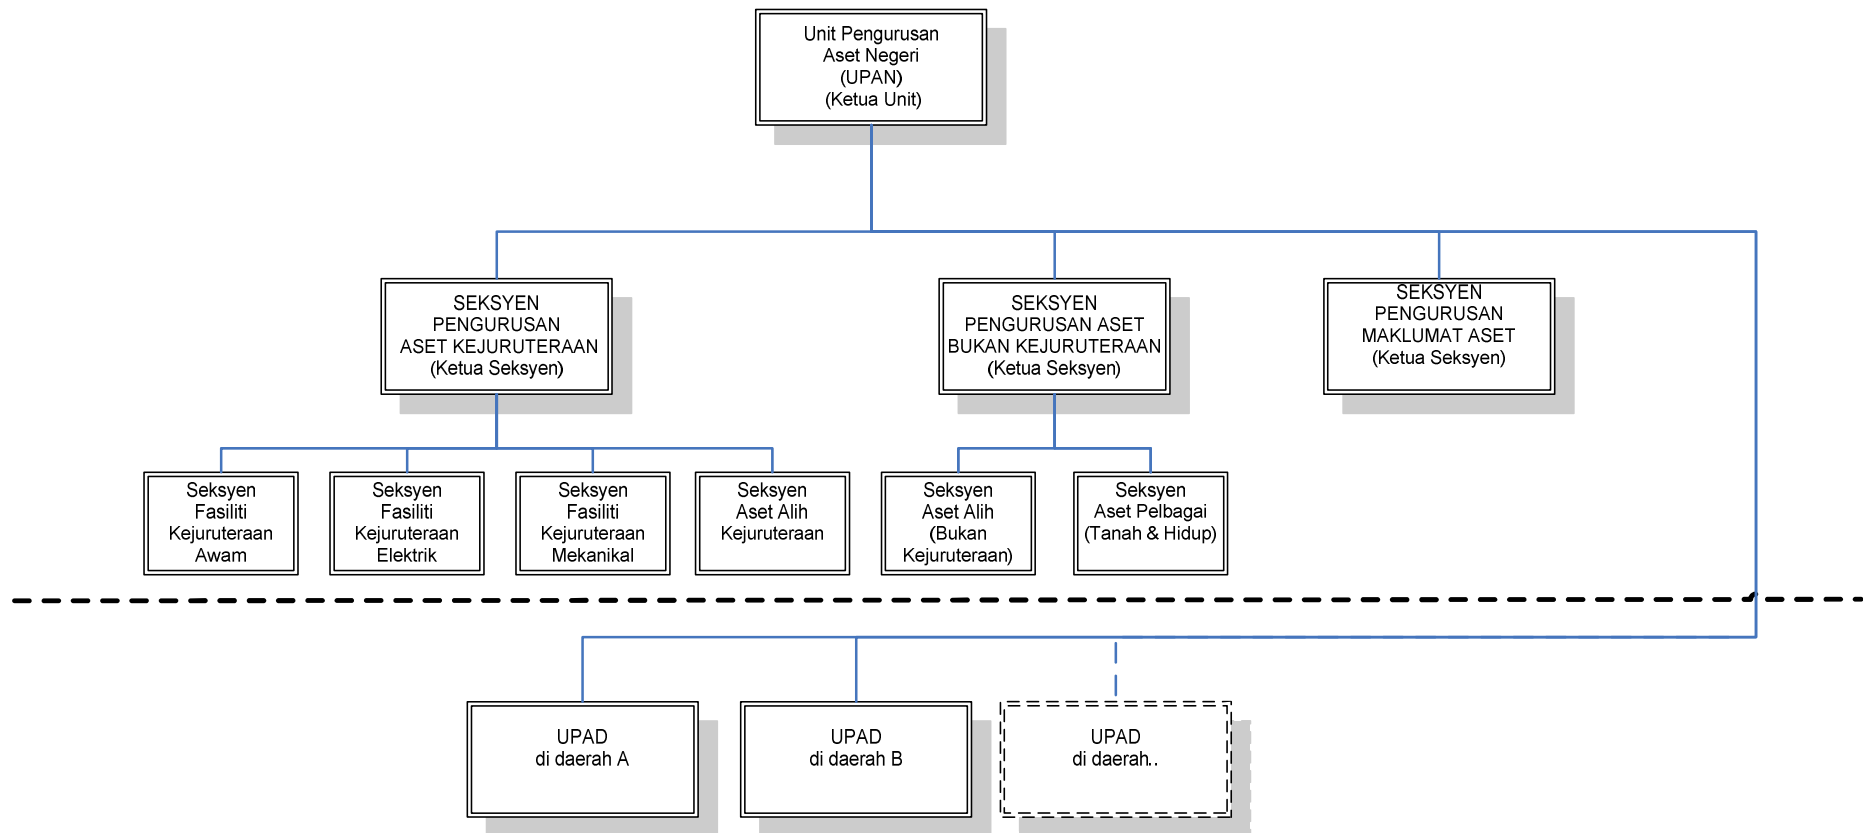 Unit Pengurusan
Aset Negeri
(UPAN)
(Ketua Unit)
SEKSYEN
PENGURUSAN
ASET KEJURUTERAAN
(Ketua Seksyen)
SEKSYEN
PENGURUSAN ASET
BUKAN KEJURUTERAAN
(Ketua Seksyen)
SEKSYEN
PENGURUSAN
MAKLUMAT ASET
(Ketua Seksyen)
Seksyen
Fasiliti
Kejuruteraan
Awam
Seksyen
Fasiliti
Kejuruteraan
Elektrik
Seksyen
Fasiliti
Kejuruteraan
Mekanikal
Seksyen
Aset Alih
Kejuruteraan
Seksyen
Aset Alih
(Bukan
Kejuruteraan)
Seksyen
Aset Pelbagai
(Tanah & Hidup)
UPAD
di daerah A
UPAD
di daerah B
UPAD
di daerah..